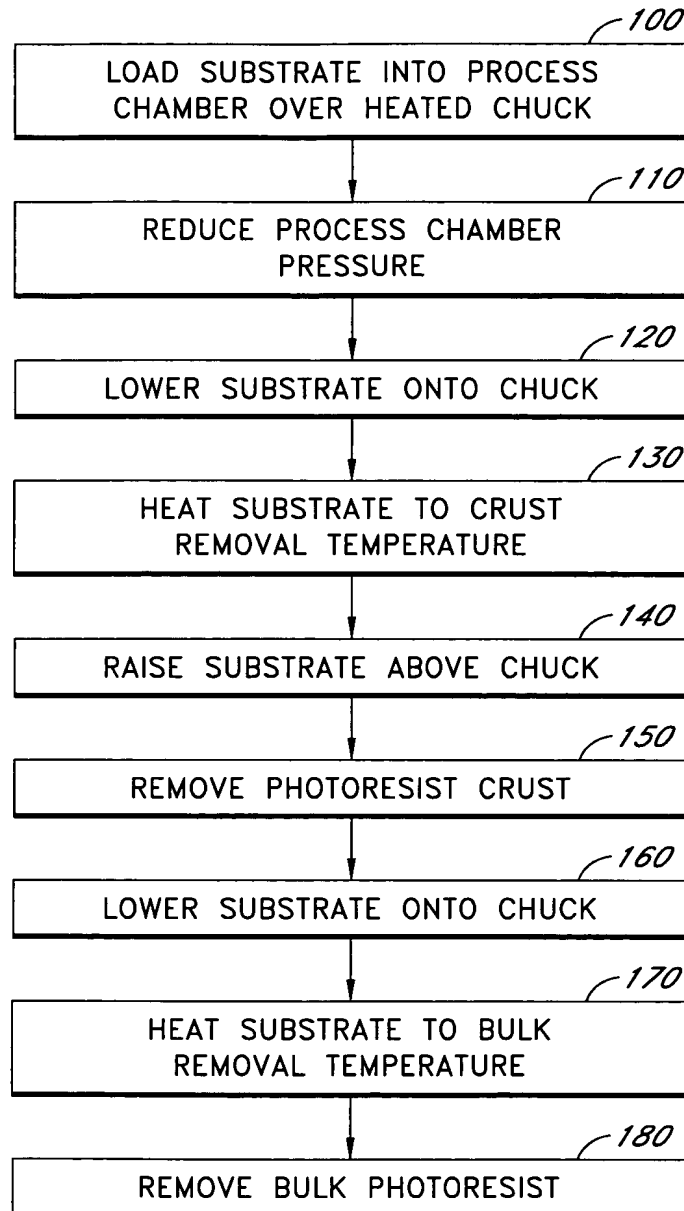 100
LOAD SUBSTRATE INTO PROCESS
CHAMBER OVER HEATED CHUCK
110
REDUCE PROCESS CHAMBER
PRESSURE
120
LOWER SUBSTRATE ONTO CHUCK
130
HEAT SUBSTRATE TO CRUST
REMOVAL TEMPERATURE
140
RAISE SUBSTRATE ABOVE CHUCK
150
REMOVE PHOTORESIST CRUST
160
LOWER SUBSTRATE ONTO CHUCK
170
HEAT SUBSTRATE TO BULK
REMOVAL TEMPERATURE
180
REMOVE BULK PHOTORESIST